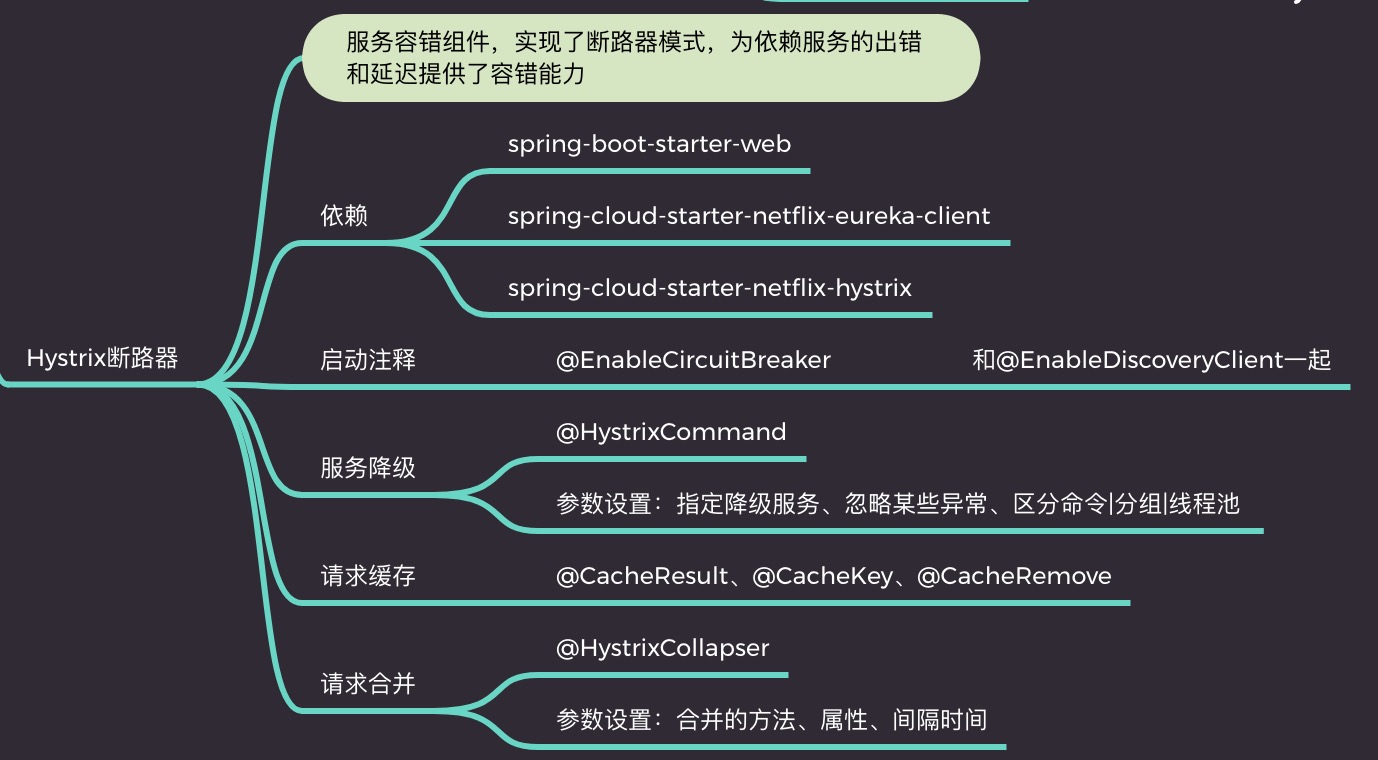 服务容错组件，实现了断路器模式，为依赖服务的出错
和延迟提供了容错能力
spring-boot-starter-web
依赖
spring-cloud-starter-netflix-eureka-client
spring-cloud-starter-netflix-hystrix
Hystrix断路器
启动注释
@EnableCircuitBreaker
和@EnableDiscoveryClient一起
@HystrixCommand
服务降级
参数设置：指定降级服务、忽略某些异常、区分命令|分组|线程池
请求缓存
@CacheResult、@CacheKey、@CacheRemove
@HystrixCollapser
请求合并
参数设置：合并的方法、属性、间隔时间